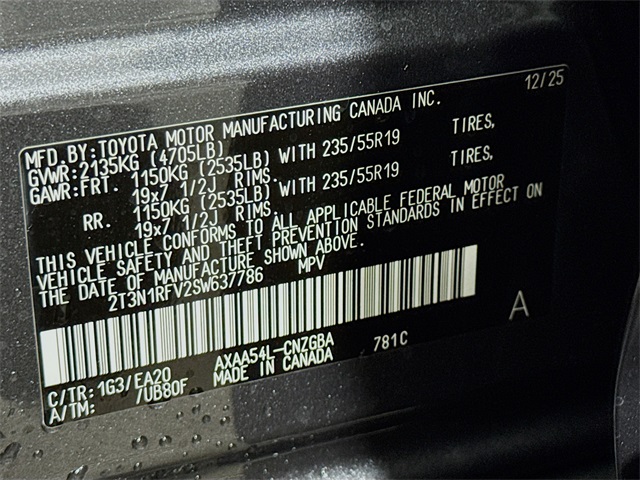 12/25
MFD.BY:TOYOTA MOTOR MANUFACTURING CANADA INC.
GVWR:2135KG (4705LB)
GAWR:FRT. 1150KG (2535LB) WITH 235/55R19 TIRES,
19x7 1/2J RIMS.
RR. 1150KG (2535LB) WITH 235/55R19 TIRES,
19x7 1/2J RIMS.
THIS VEHICLE CONFORMS TO ALL APPLICABLE FEDERAL MOTOR
VEHICLE SAFETY AND THEFT PREVENTION STANDARDS IN EFFECT ON
THE DATE OF MANUFACTURE SHOWN ABOVE.
2T3N1RFV2SW637786 MPV
A
C/TR: 1G3/EA20 AXAA54L-CNZGBA 781C
A/TM: /UB80F MADE IN CANADA